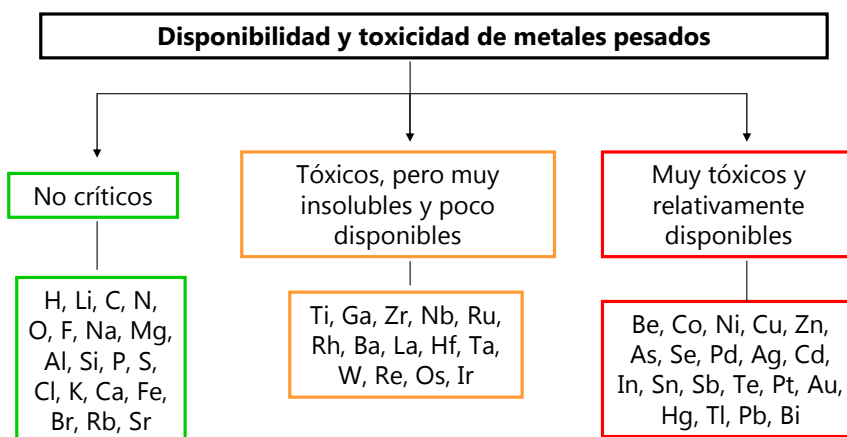 Disponibilidad y toxicidad de metales pesados
No críticos
Tóxicos, pero muy
insolubles y poco
disponibles
Muy tóxicos y
relativamente
disponibles
H, Li, C, N,
O, F, Na, Mg,
Al, Si, P, S,
Cl, K, Ca, Fe,
Br, Rb, Sr
Ti, Ga, Zr, Nb, Ru,
Rh, Ba, La, Hf, Ta,
W, Re, Os, Ir
Be, Co, Ni, Cu, Zn,
As, Se, Pd, Ag, Cd,
In, Sn, Sb, Te, Pt, Au,
Hg, Tl, Pb, Bi